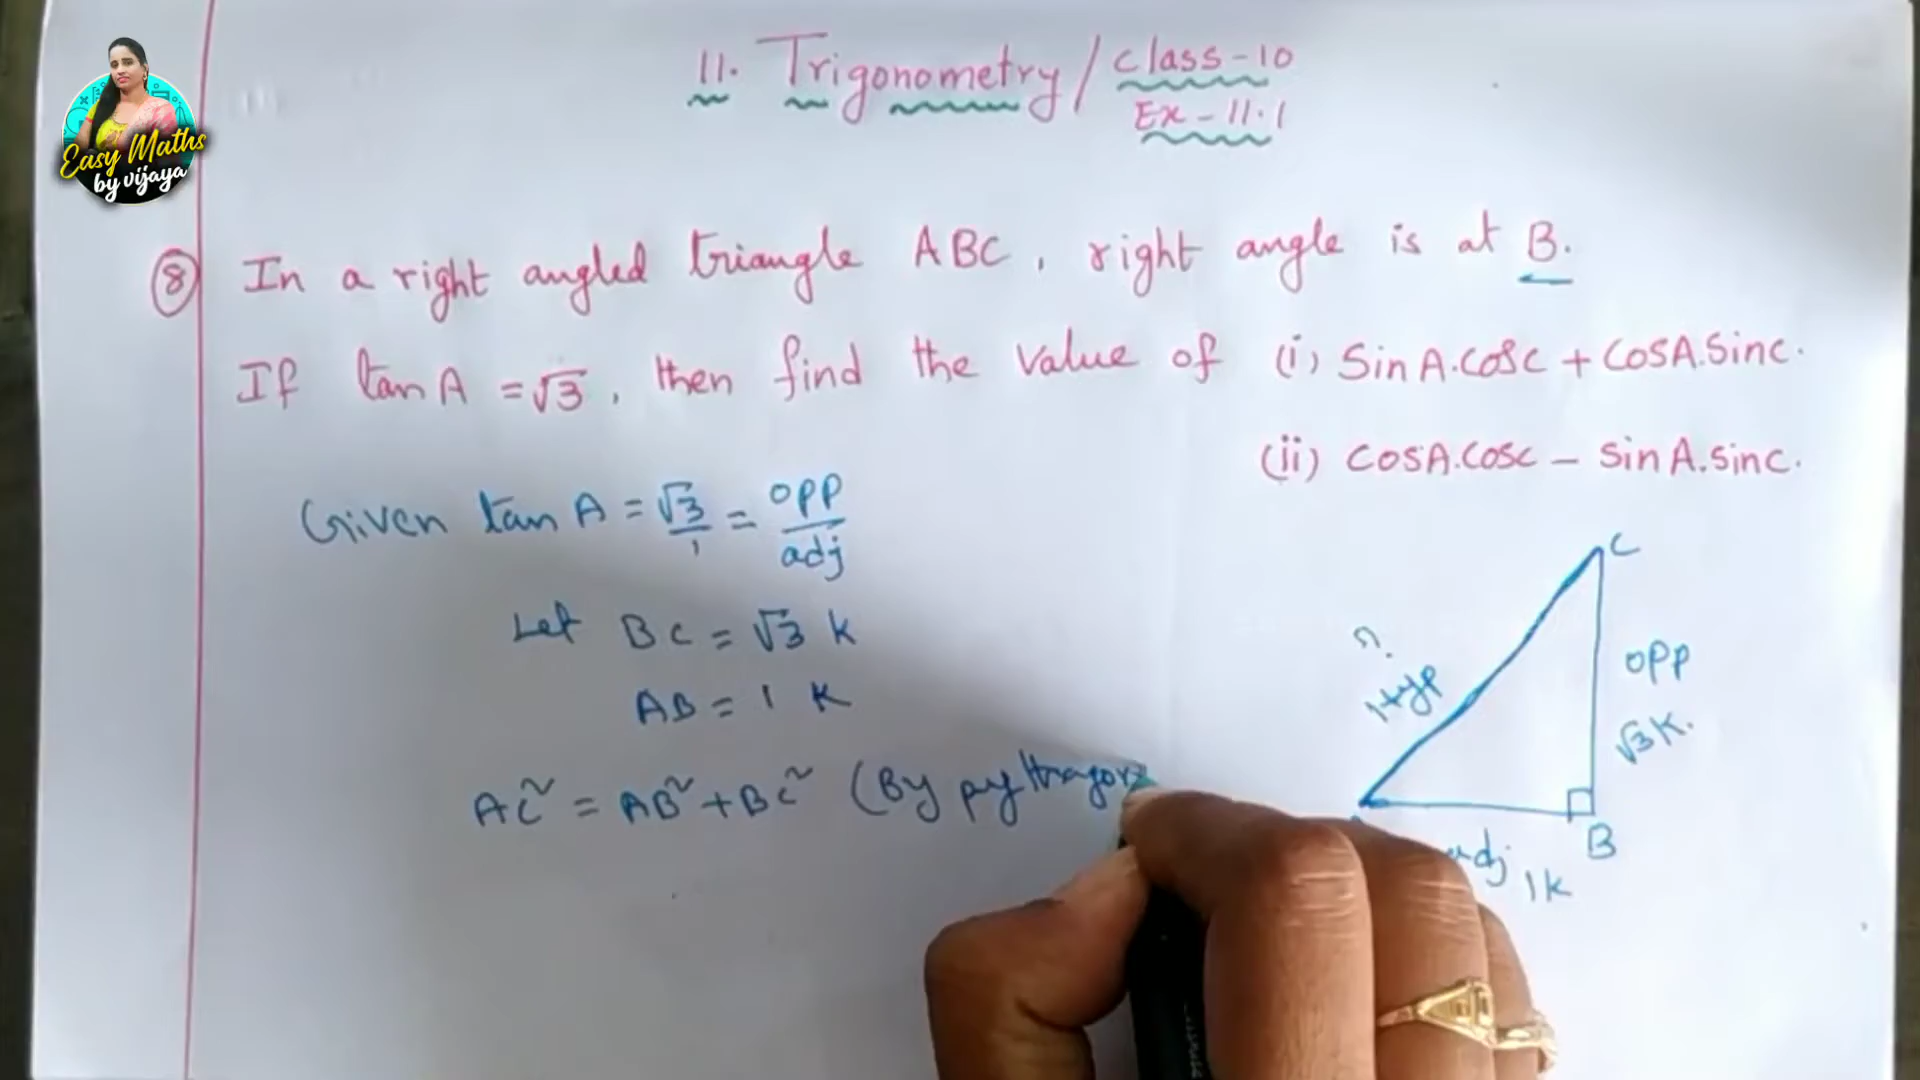 Easy Maths
by vijaya
11. Trigonometry / class-10
Ex-11.1
⑧ In a right angled triangle ABC, right angle is at B.
If tan A = √3, then find the value of (i) Sin A.cosc + cosA.sinc.
(ii) cosA.cosc - sin A.sinc.
Given tan A = √3/1 = opp/adj
Let BC = √3 K
AB = 1 K
AC² = AB² + BC² (By pythagor
C
?
Hyp
opp
√3 K.
B
adj
1K